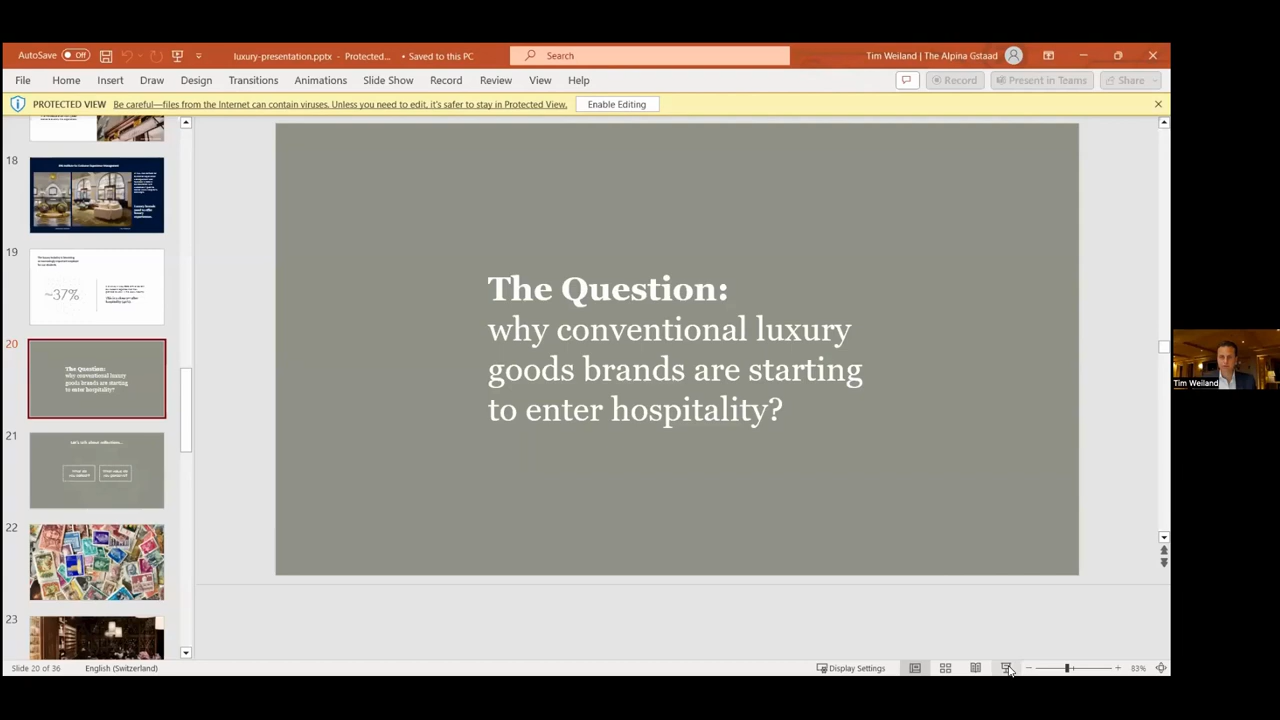 AutoSave Off luxury-presentation.pptx - Protected... • Saved to this PC Search Tim Weiland | The Alpina Gstaad
File Home Insert Draw Design Transitions Animations Slide Show Record Review View Help Record Present in Teams Share
PROTECTED VIEW Be careful—files from the Internet can contain viruses. Unless you need to edit, it's safer to stay in Protected View. Enable Editing
18
19
~37%
20
The Question:
why conventional luxury
goods brands are starting
to enter hospitality?
21
Let's talk about collections...
22
23
The Question:
why conventional luxury
goods brands are starting
to enter hospitality?
Tim Weiland
Slide 20 of 36 English (Switzerland) Display Settings 83%